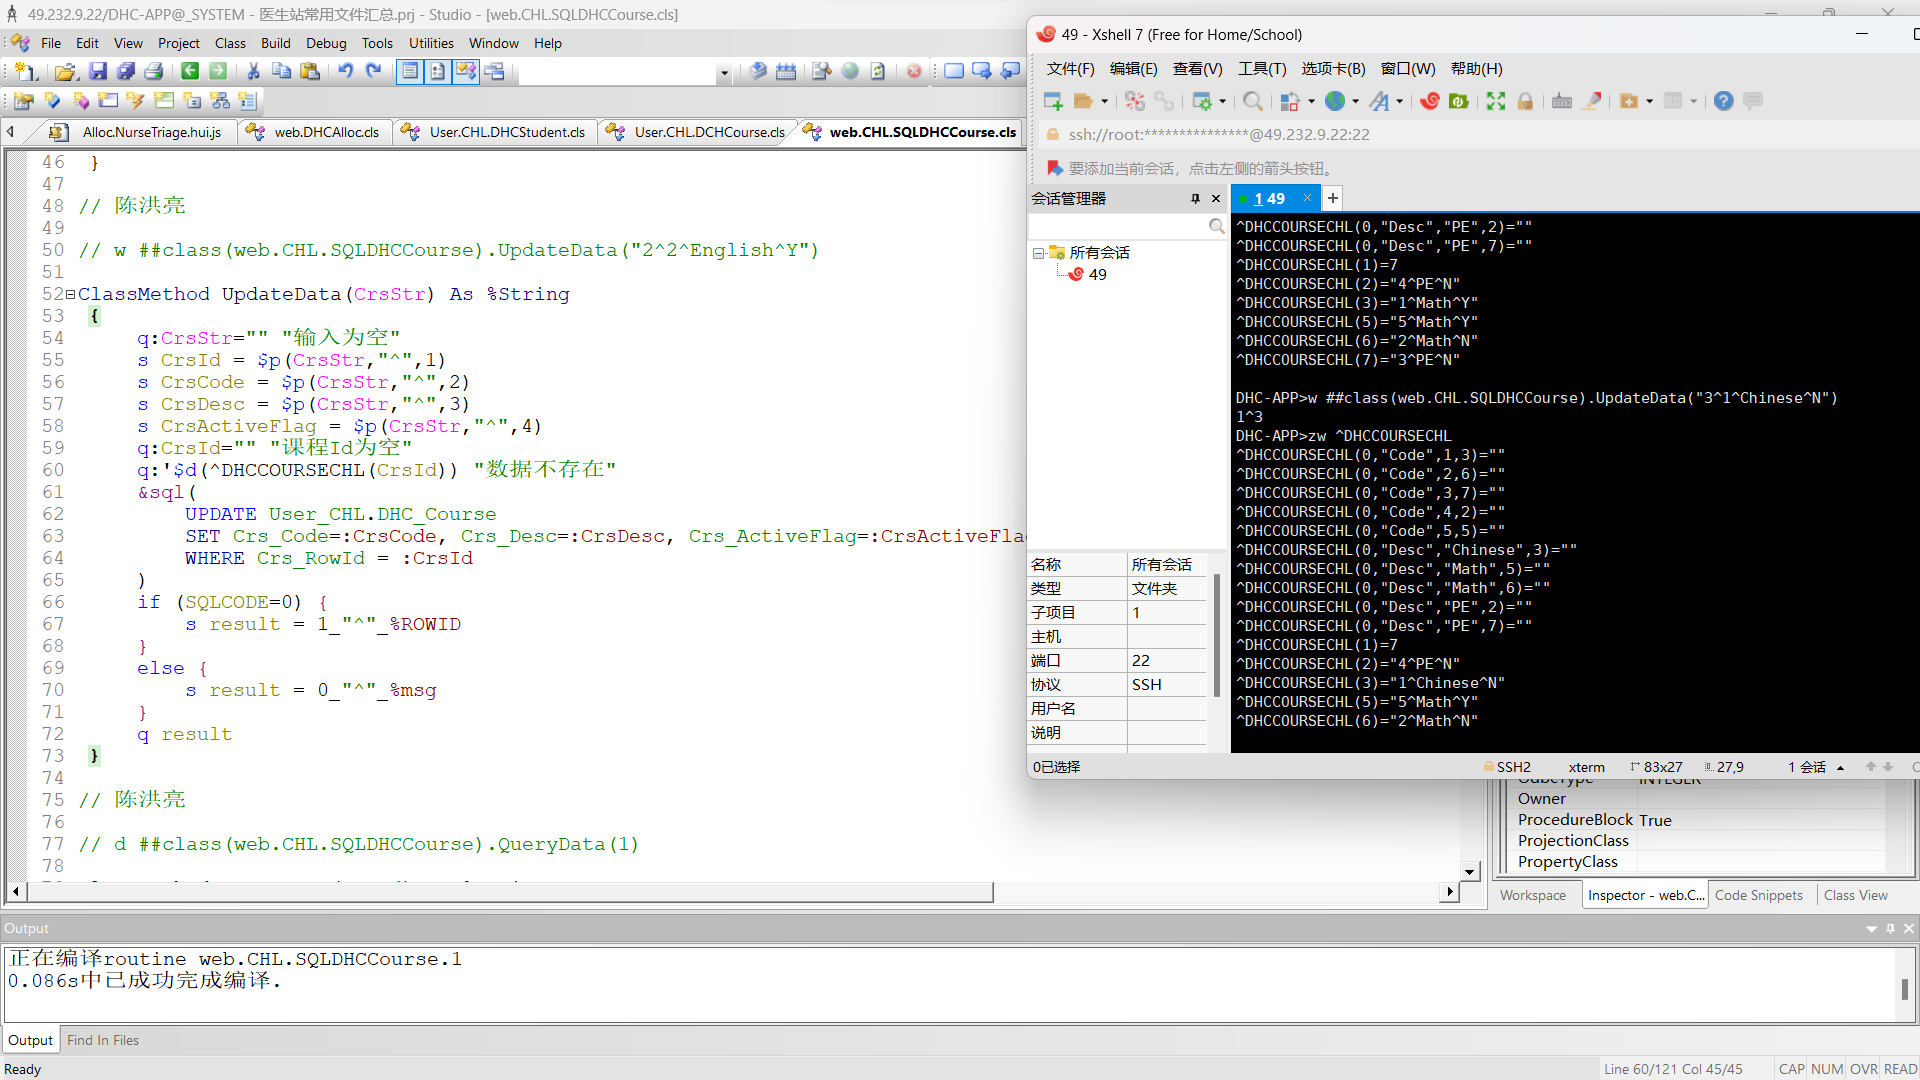 49.232.9.22/DHC-APP@_SYSTEM - 医生站常用文件汇总.prj - Studio - [web.CHL.SQLDHCCourse.cls]
File Edit View Project Class Build Debug Tools Utilities Window Help
Alloc.NurseTriage.hui.js web.DHCAlloc.cls User.CHL.DHCStudent.cls User.CHL.DCHCourse.cls web.CHL.SQLDHCCourse.cls
46 }
47
48 // 陈洪亮
49
50 // w ##class(web.CHL.SQLDHCCourse).UpdateData("2^2^English^Y")
51
52 ClassMethod UpdateData(CrsStr) As %String
53 {
54 q:CrsStr="" "输入为空"
55 s CrsId = $p(CrsStr,"^",1)
56 s CrsCode = $p(CrsStr,"^",2)
57 s CrsDesc = $p(CrsStr,"^",3)
58 s CrsActiveFlag = $p(CrsStr,"^",4)
59 q:CrsId="" "课程Id为空"
60 q:'$d(^DHCCOURSECHL(CrsId)) "数据不存在"
61 &sql(
62 UPDATE User_CHL.DHC_Course
63 SET Crs_Code=:CrsCode, Crs_Desc=:CrsDesc, Crs_ActiveFlag=:CrsActiveFla
64 WHERE Crs_RowId = :CrsId
65 )
66 if (SQLCODE=0) {
67 s result = 1_"^"_%ROWID
68 }
69 else {
70 s result = 0_"^"_%msg
71 }
72 q result
73 }
74
75 // 陈洪亮
76
77 // d ##class(web.CHL.SQLDHCCourse).QueryData(1)
78
49 - Xshell 7 (Free for Home/School)
文件(F) 编辑(E) 查看(V) 工具(T) 选项卡(B) 窗口(W) 帮助(H)
ssh://root:***************@49.232.9.22:22
要添加当前会话，点击左侧的箭头按钮。
会话管理器
1 49
所有会话
49
名称 所有会话
类型 文件夹
子项目 1
主机
端口 22
协议 SSH
用户名
说明
^DHCCOURSECHL(0,"Desc","PE",2)=""
^DHCCOURSECHL(0,"Desc","PE",7)=""
^DHCCOURSECHL(1)=7
^DHCCOURSECHL(2)="4^PE^N"
^DHCCOURSECHL(3)="1^Math^Y"
^DHCCOURSECHL(5)="5^Math^Y"
^DHCCOURSECHL(6)="2^Math^N"
^DHCCOURSECHL(7)="3^PE^N"
DHC-APP>w ##class(web.CHL.SQLDHCCourse).UpdateData("3^1^Chinese^N")
1^3
DHC-APP>zw ^DHCCOURSECHL
^DHCCOURSECHL(0,"Code",1,3)=""
^DHCCOURSECHL(0,"Code",2,6)=""
^DHCCOURSECHL(0,"Code",3,7)=""
^DHCCOURSECHL(0,"Code",4,2)=""
^DHCCOURSECHL(0,"Code",5,5)=""
^DHCCOURSECHL(0,"Desc","Chinese",3)=""
^DHCCOURSECHL(0,"Desc","Math",5)=""
^DHCCOURSECHL(0,"Desc","Math",6)=""
^DHCCOURSECHL(0,"Desc","PE",2)=""
^DHCCOURSECHL(0,"Desc","PE",7)=""
^DHCCOURSECHL(1)=7
^DHCCOURSECHL(2)="4^PE^N"
^DHCCOURSECHL(3)="1^Chinese^N"
^DHCCOURSECHL(5)="5^Math^Y"
^DHCCOURSECHL(6)="2^Math^N"
0已选择 SSH2 xterm 83x27 27,9 1 会话
OdbcType INTEGER
Owner
ProcedureBlock True
ProjectionClass
PropertyClass
Workspace Inspector - web.C... Code Snippets Class View
Output
正在编译routine web.CHL.SQLDHCCourse.1
0.086s中已成功完成编译.
Output Find In Files
Ready Line 60/121 Col 45/45 CAP NUM OVR READ